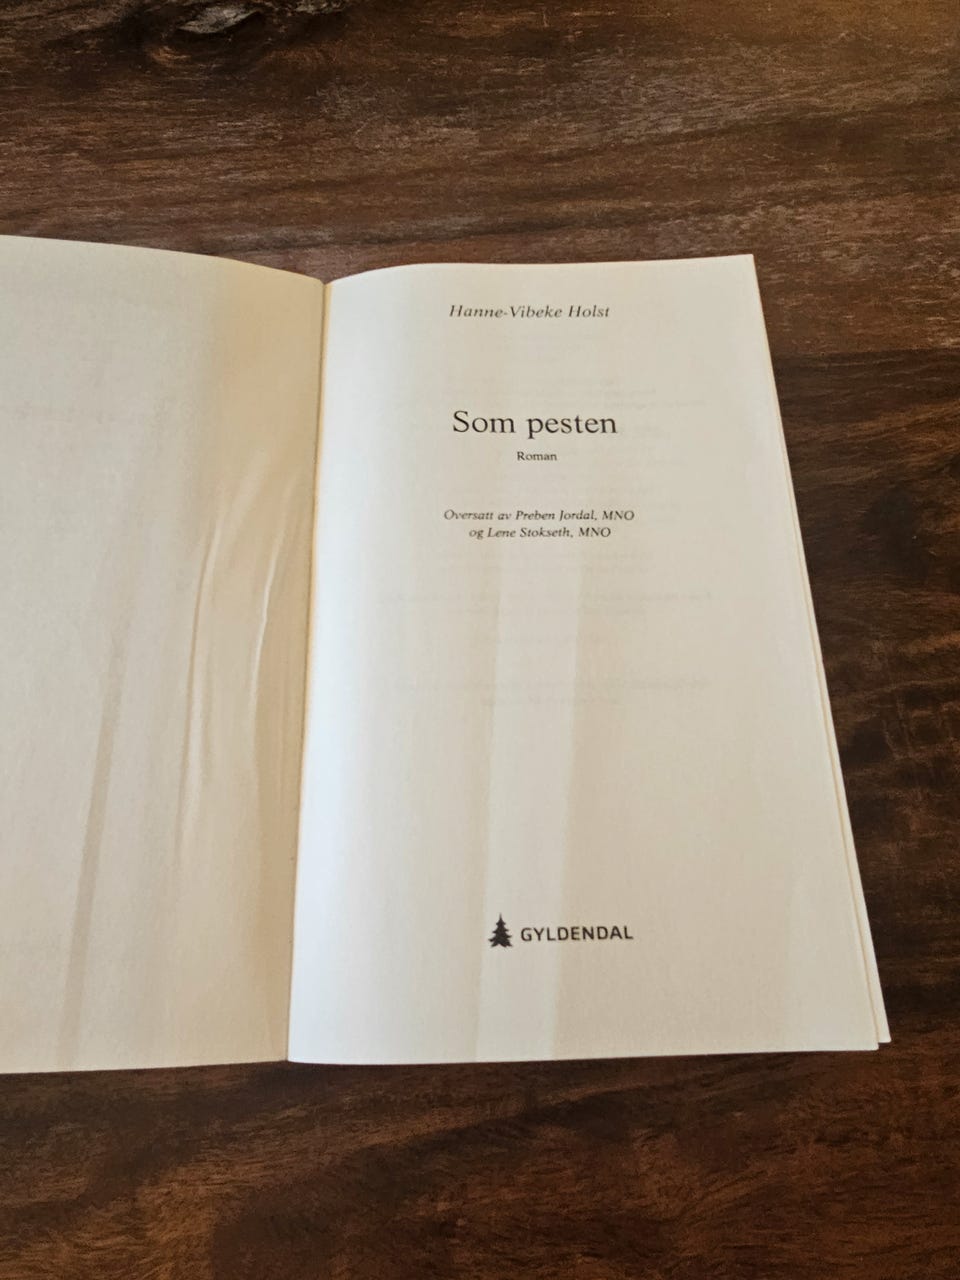 Hanne-Vibeke Holst
Som pesten
Roman
Oversatt av Preben Jordal, MNO
og Lene Stokseth, MNO
GYLDENDAL